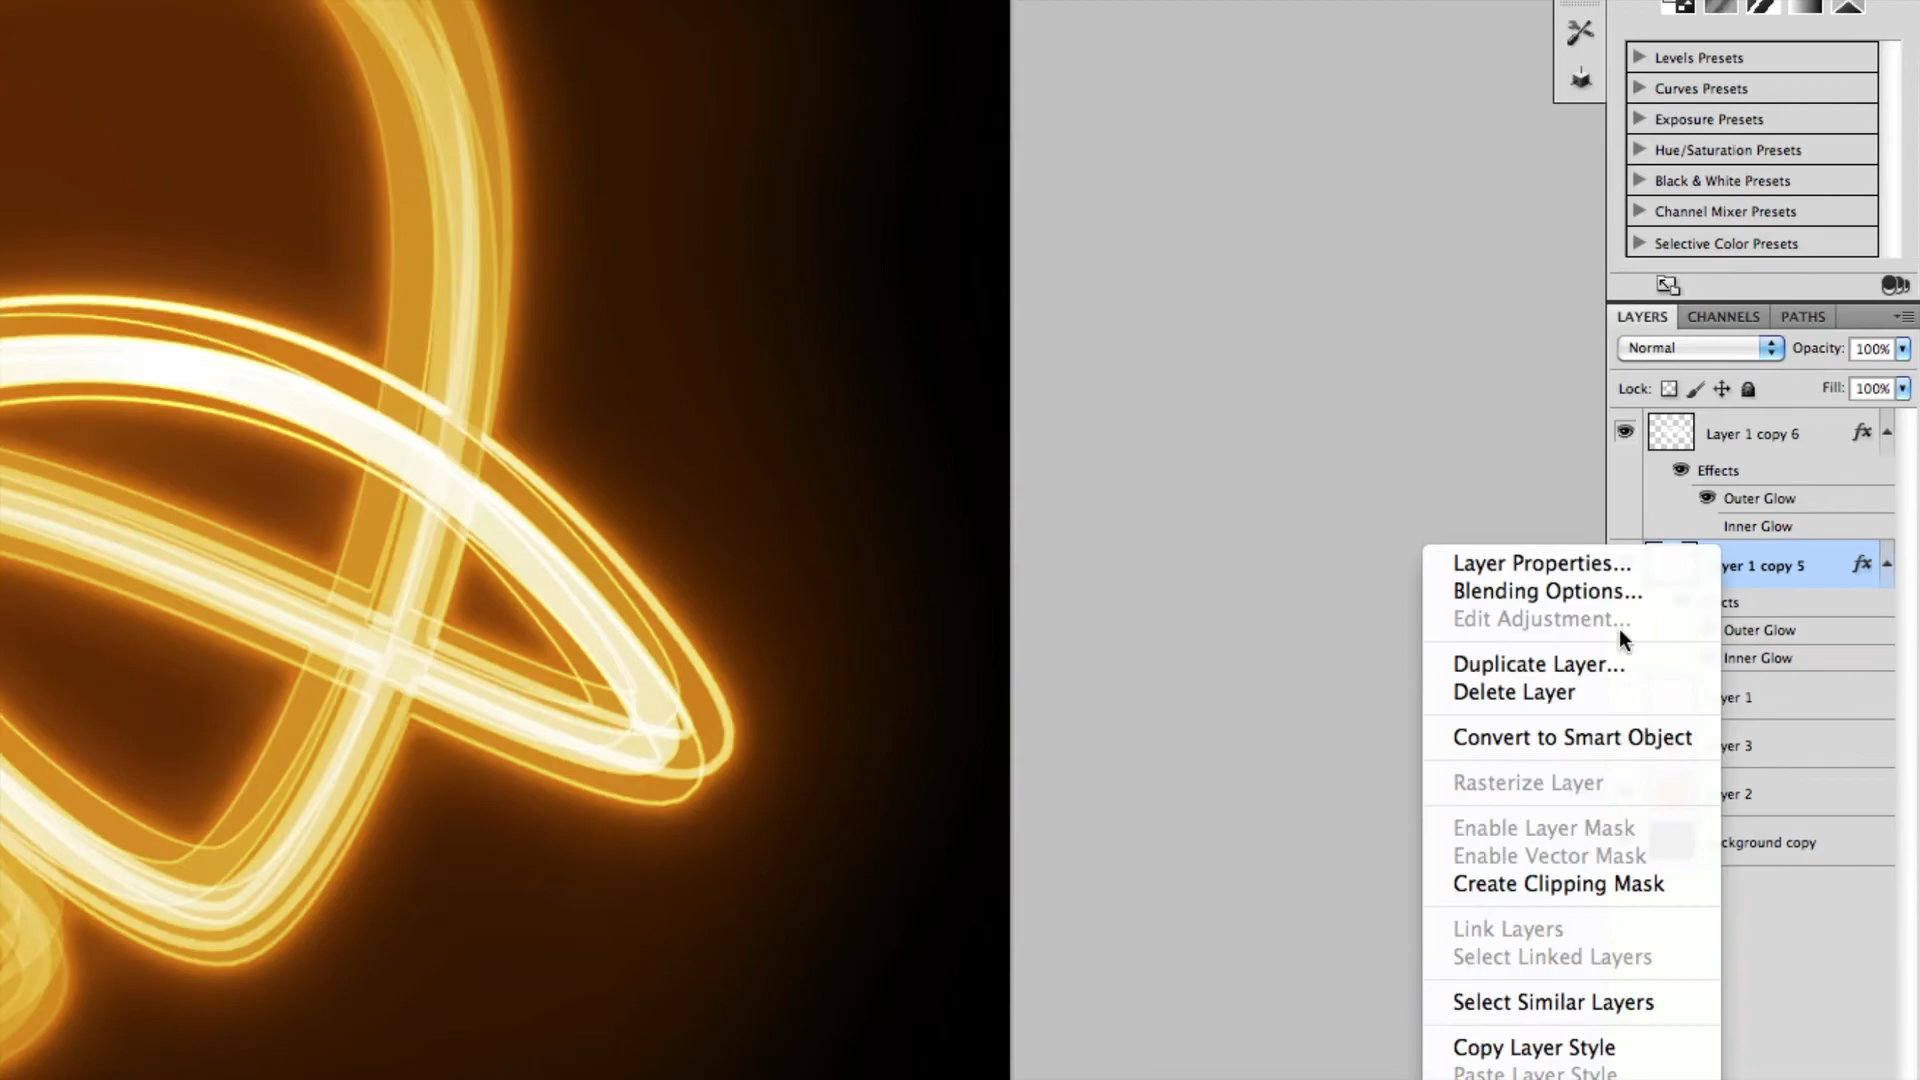 Levels Presets
Curves Presets
Exposure Presets
Hue/Saturation Presets
Black & White Presets
Channel Mixer Presets
Selective Color Presets
LAYERS CHANNELS PATHS
Normal Opacity: 100%
Lock: Fill: 100%
Layer 1 copy 6 fx
Effects
Outer Glow
Inner Glow
yer 1 copy 5 fx
cts
Outer Glow
Inner Glow
yer 1
yer 3
yer 2
ckground copy
Layer Properties...
Blending Options...
Edit Adjustment...
Duplicate Layer...
Delete Layer
Convert to Smart Object
Rasterize Layer
Enable Layer Mask
Enable Vector Mask
Create Clipping Mask
Link Layers
Select Linked Layers
Select Similar Layers
Copy Layer Style
Paste Layer Style